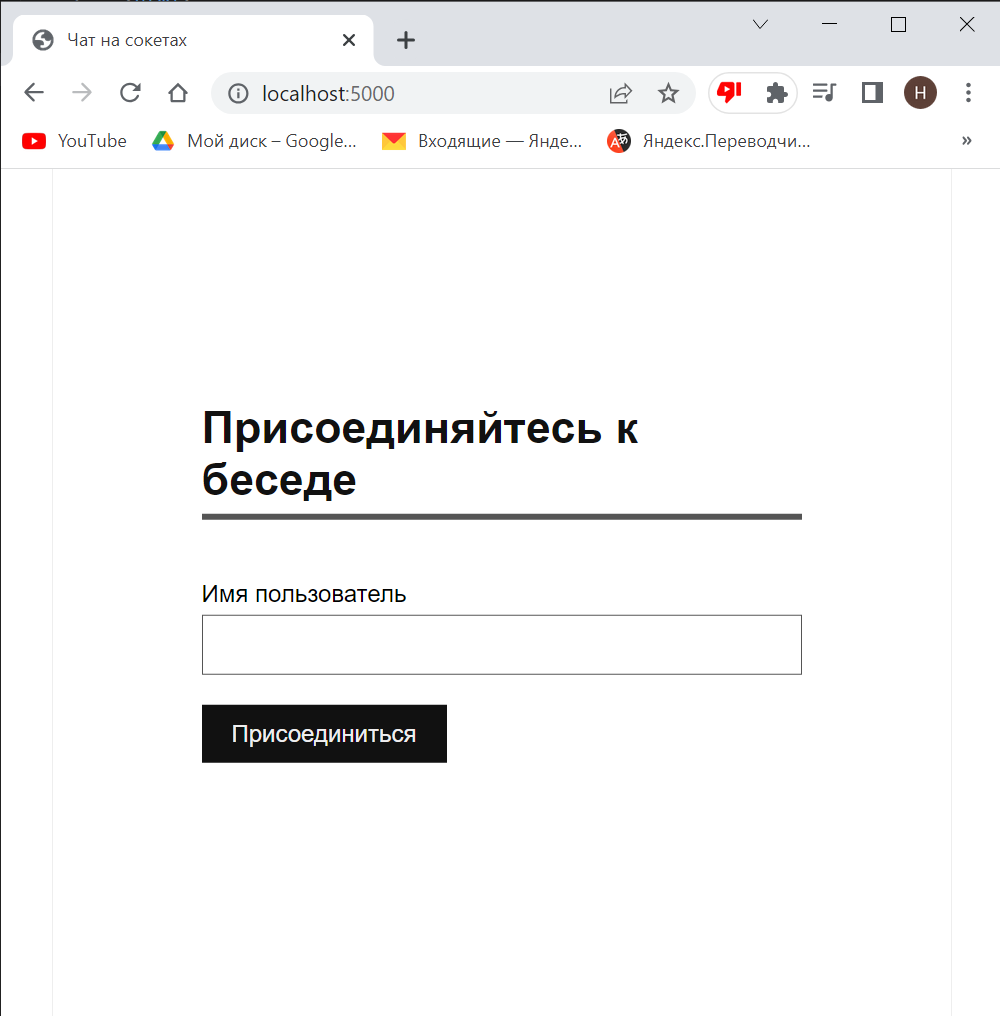 Чат на сокетах
localhost:5000
H
YouTube
Мой диск – Google...
Входящие — Янде...
Яндекс.Переводчи...
»
Присоединяйтесь к
беседе
Имя пользователь
Присоединиться